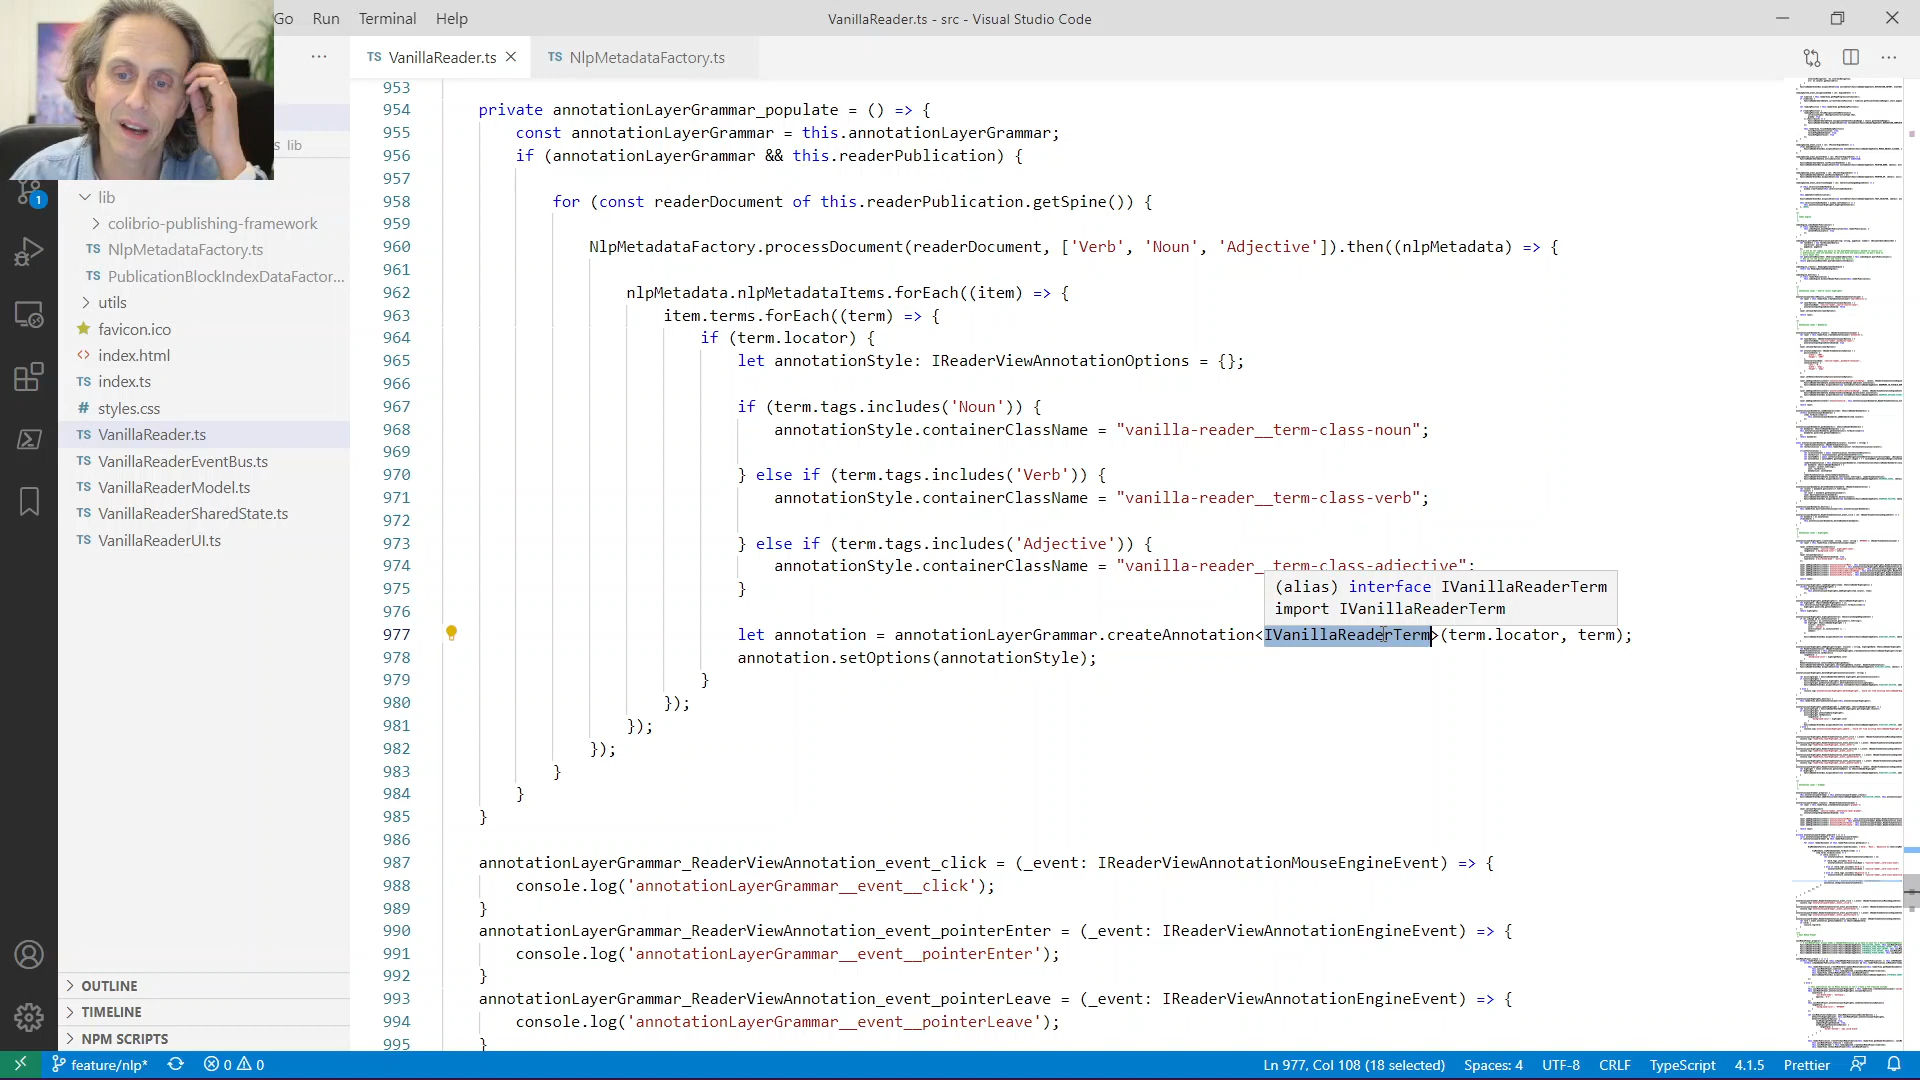 Go Run Terminal Help
VanillaReader.ts - src - Visual Studio Code
TS VanillaReader.ts
TS NlpMetadataFactory.ts
s lib
lib
colibrio-publishing-framework
TS NlpMetadataFactory.ts
TS PublicationBlockIndexDataFactor...
utils
favicon.ico
<> index.html
TS index.ts
# styles.css
TS VanillaReader.ts
TS VanillaReaderEventBus.ts
TS VanillaReaderModel.ts
TS VanillaReaderSharedState.ts
TS VanillaReaderUI.ts
OUTLINE
TIMELINE
NPM SCRIPTS
1
953
954 private annotationLayerGrammar_populate = () => {
955 const annotationLayerGrammar = this.annotationLayerGrammar;
956 if (annotationLayerGrammar && this.readerPublication) {
957
958 for (const readerDocument of this.readerPublication.getSpine()) {
959
960 NlpMetadataFactory.processDocument(readerDocument, ['Verb', 'Noun', 'Adjective']).then((nlpMetadata) => {
961
962 nlpMetadata.nlpMetadataItems.forEach((item) => {
963 item.terms.forEach((term) => {
964 if (term.locator) {
965 let annotationStyle: IReaderViewAnnotationOptions = {};
966
967 if (term.tags.includes('Noun')) {
968 annotationStyle.containerClassName = "vanilla-reader__term-class-noun";
969
970 } else if (term.tags.includes('Verb')) {
971 annotationStyle.containerClassName = "vanilla-reader__term-class-verb";
972
973 } else if (term.tags.includes('Adjective')) {
974 annotationStyle.containerClassName = "vanilla-reader__term-class-adjective";
975 }
(alias) interface IVanillaReaderTerm
import IVanillaReaderTerm
976
977 let annotation = annotationLayerGrammar.createAnnotation<IVanillaReaderTerm>(term.locator, term);
978 annotation.setOptions(annotationStyle);
979 }
980 });
981 });
982 });
983 }
984 }
985 }
986
987 annotationLayerGrammar_ReaderViewAnnotation_event_click = (_event: IReaderViewAnnotationMouseEngineEvent) => {
988 console.log('annotationLayerGrammar__event__click');
989 }
990 annotationLayerGrammar_ReaderViewAnnotation_event_pointerEnter = (_event: IReaderViewAnnotationEngineEvent) => {
991 console.log('annotationLayerGrammar__event__pointerEnter');
992 }
993 annotationLayerGrammar_ReaderViewAnnotation_event_pointerLeave = (_event: IReaderViewAnnotationEngineEvent) => {
994 console.log('annotationLayerGrammar__event__pointerLeave');
995 }
feature/nlp* 0 0 Ln 977, Col 108 (18 selected) Spaces: 4 UTF-8 CRLF TypeScript 4.1.5 Prettier